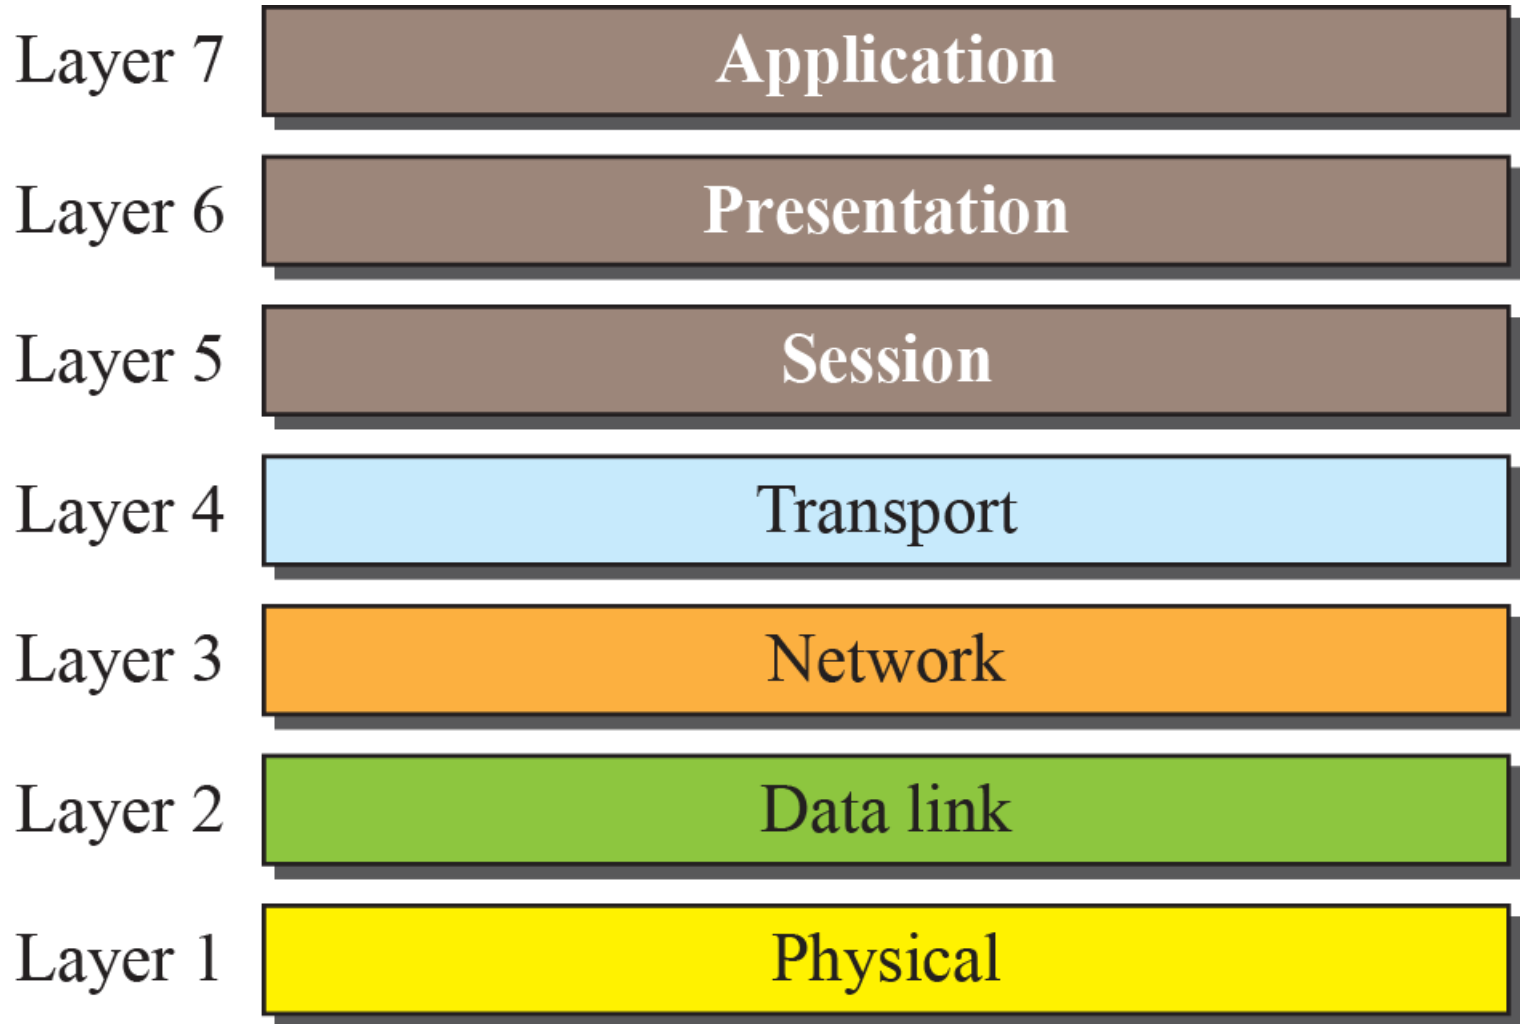 Layer 7 Application
Layer 6 Presentation
Layer 5 Session
Layer 4 Transport
Layer 3 Network
Layer 2 Data link
Layer 1 Physical